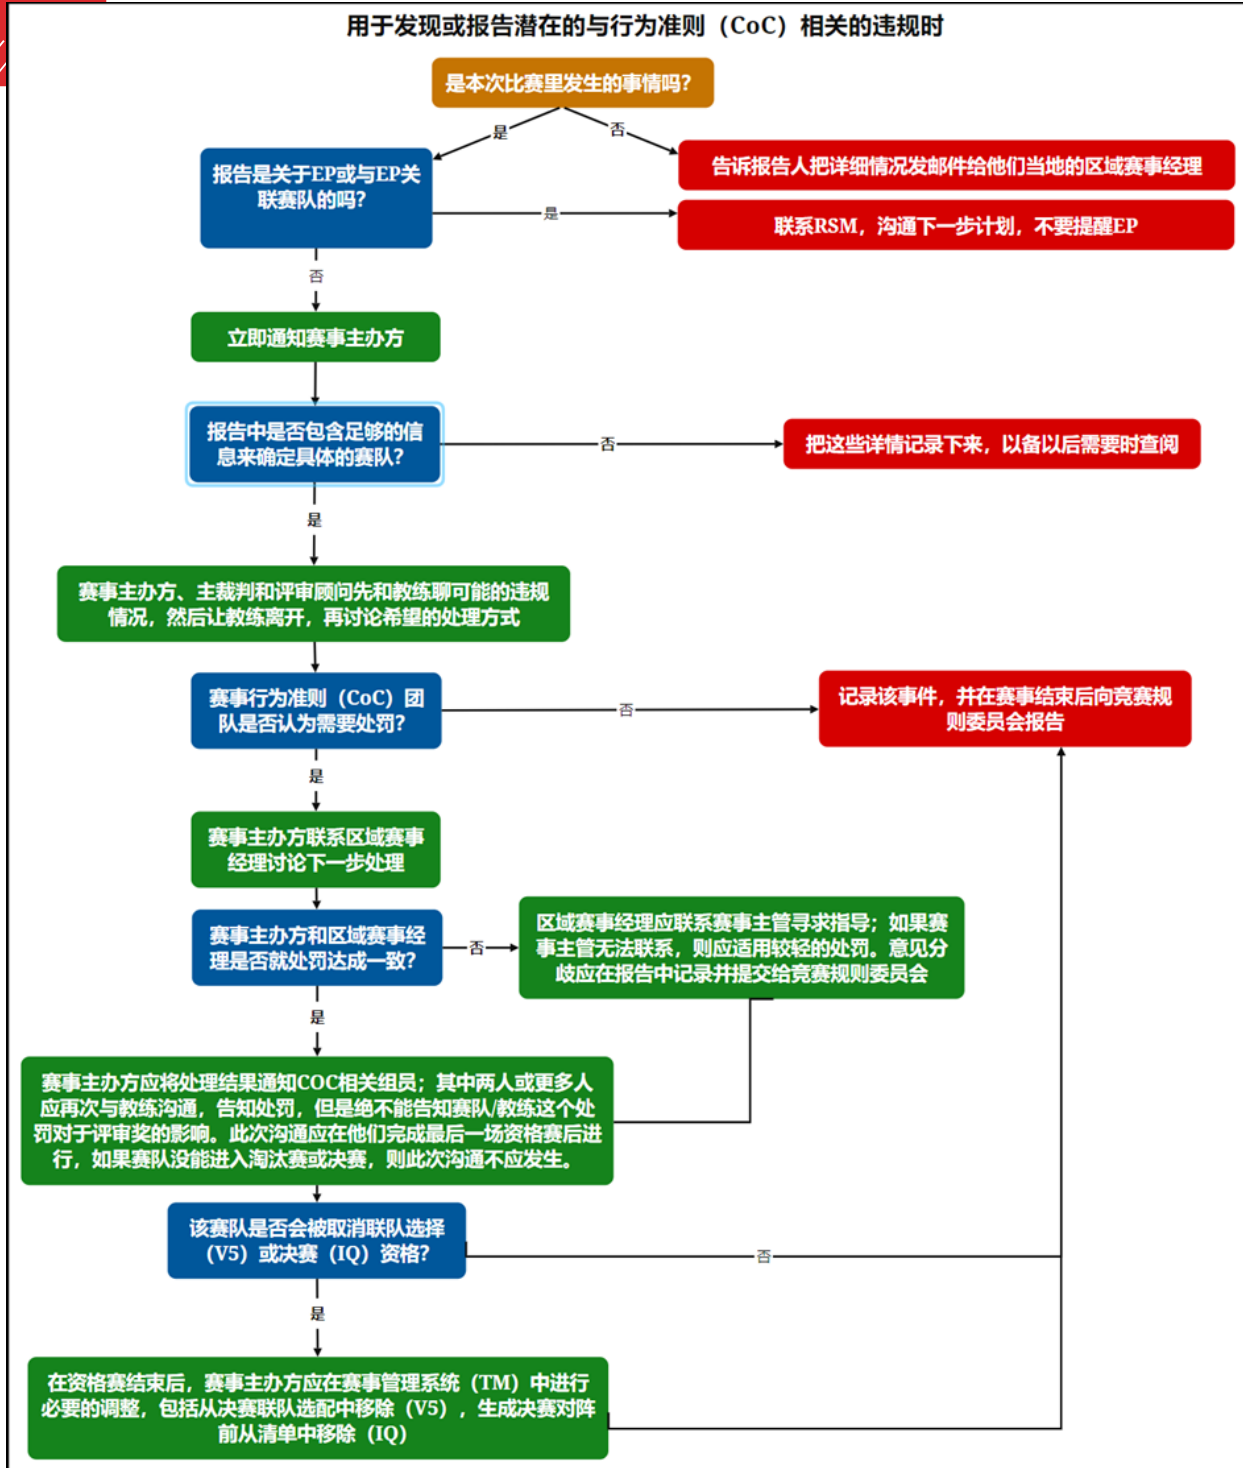 用于发现或报告潜在的与行为准则（CoC）相关的违规时
是本次比赛里发生的事情吗？
是
否
报告是关于EP或与EP关
联赛队的吗？
告诉报告人把详细情况发邮件给他们当地的区域赛事经理
是
联系RSM，沟通下一步计划，不要提醒EP
否
立即通知赛事主办方
报告中是否包含足够的信
息来确定具体的赛队？
否
把这些详情记录下来，以备以后需要时查阅
是
赛事主办方、主裁判和评审顾问先和教练聊可能的违规
情况，然后让教练离开，再讨论希望的处理方式
赛事行为准则（CoC）团
队是否认为需要处罚？
否
记录该事件，并在赛事结束后向竞赛规
则委员会报告
是
赛事主办方联系区域赛事
经理讨论下一步处理
赛事主办方和区域赛事经
理是否就处罚达成一致？
否
区域赛事经理应联系赛事主管寻求指导；如果赛
事主管无法联系，则应适用较轻的处罚。意见分
歧应在报告中记录并提交给竞赛规则委员会
是
赛事主办方应将处理结果通知COC相关组员；其中两人或更多人
应再次与教练沟通，告知处罚，但是绝不能告知赛队/教练这个处
罚对于评审奖的影响。此次沟通应在他们完成最后一场资格赛后进
行，如果赛队没能进入淘汰赛或决赛，则此次沟通不应发生。
该赛队是否会被取消联队选择
（V5）或决赛（IQ）资格？
否
是
在资格赛结束后，赛事主办方应在赛事管理系统（TM）中进行
必要的调整，包括从决赛联队选配中移除（V5），生成决赛对阵
前从清单中移除（IQ）